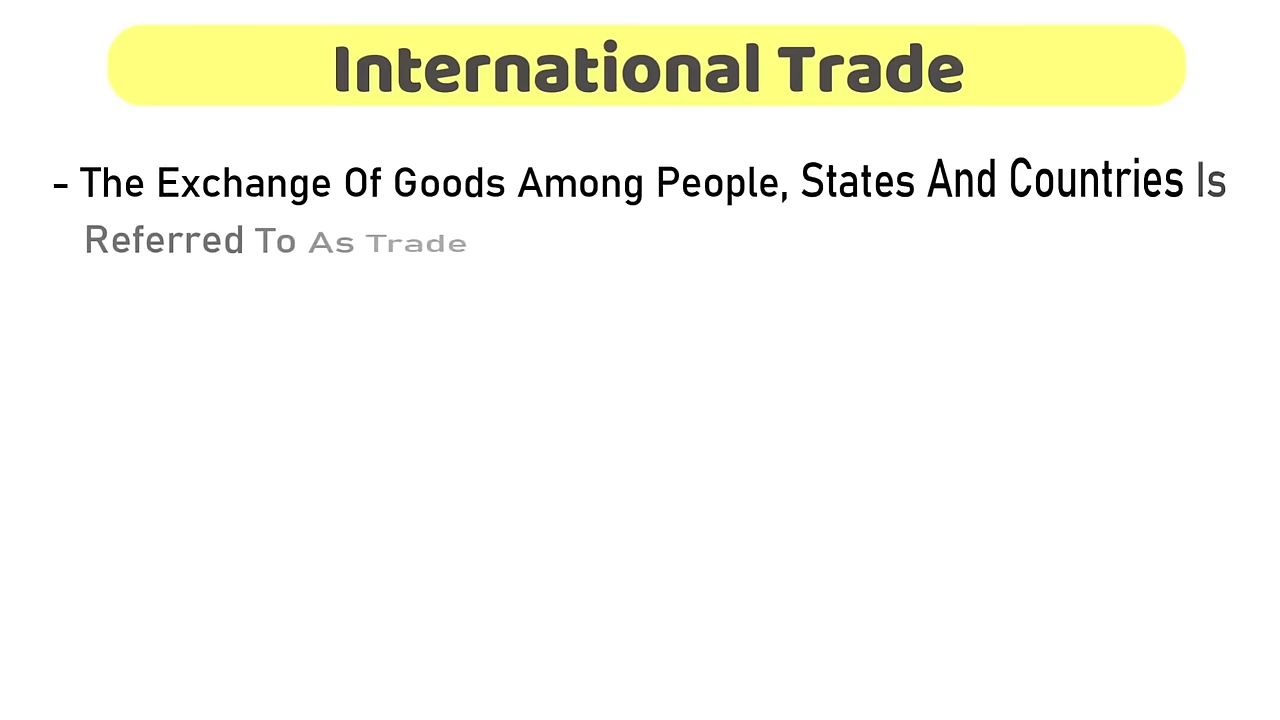 International Trade
- The Exchange Of Goods Among People, States And Countries Is
Referred To As Trade